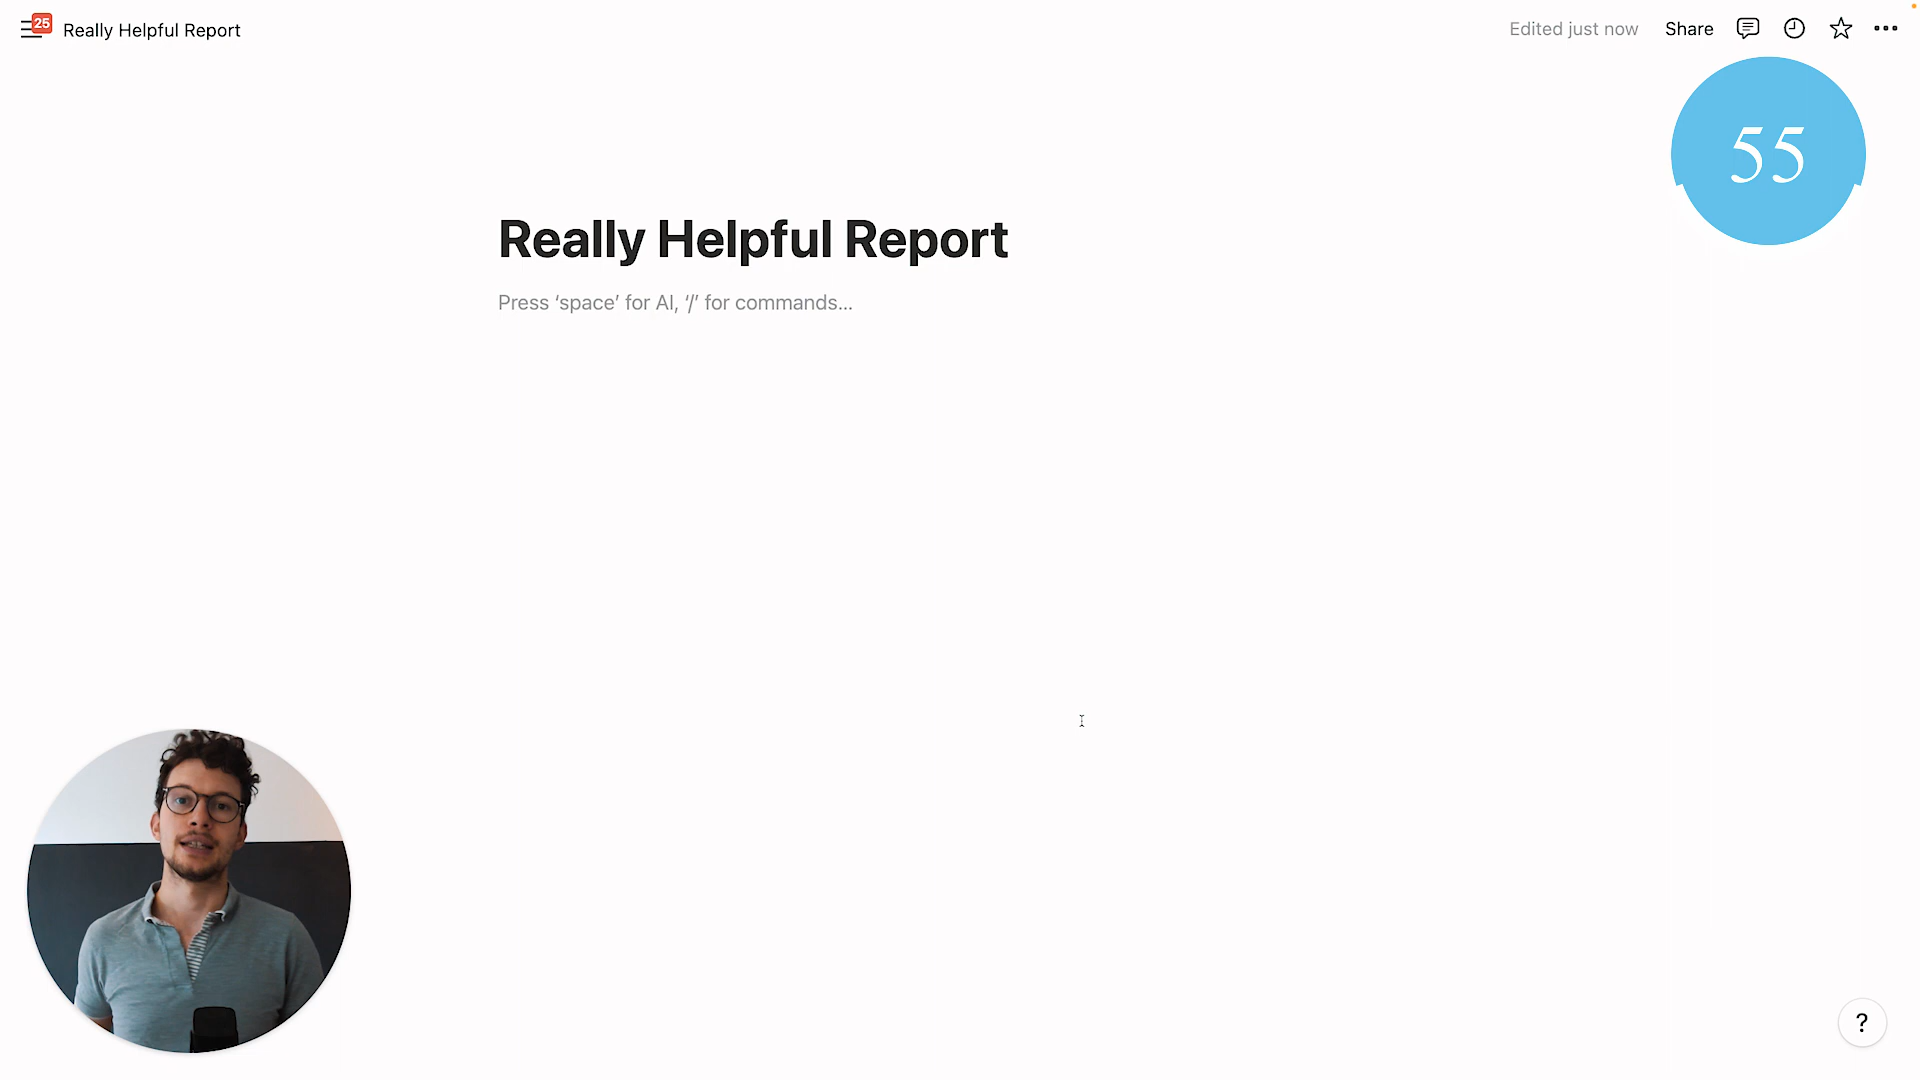 25
Really Helpful Report
Edited just now
Share
55
Really Helpful Report
Press ‘space’ for AI, ‘/’ for commands…
?